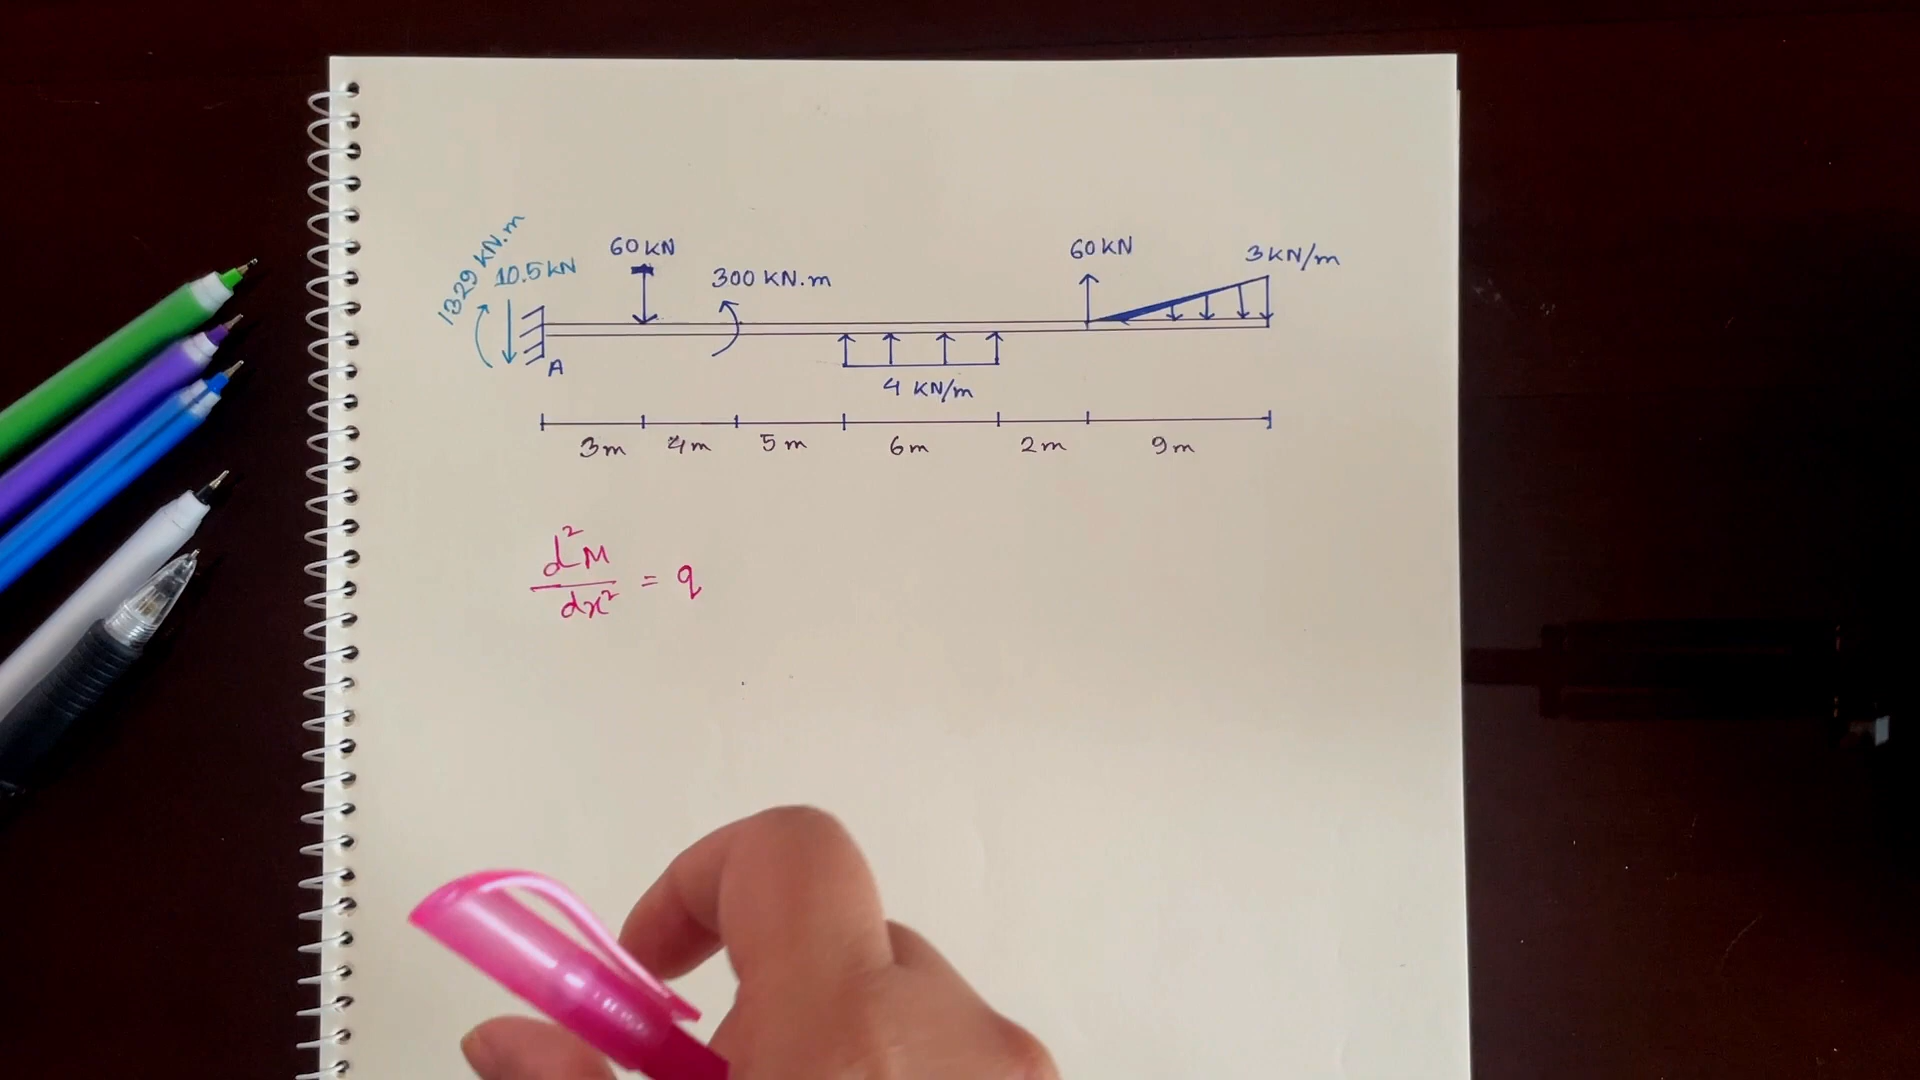 1329 KN.m
10.5 KN
60 KN
300 KN.m
60 KN
3 KN/m
A
4 KN/m
3m 4m 5m 6m 2m 9m
d²M
dx² = q